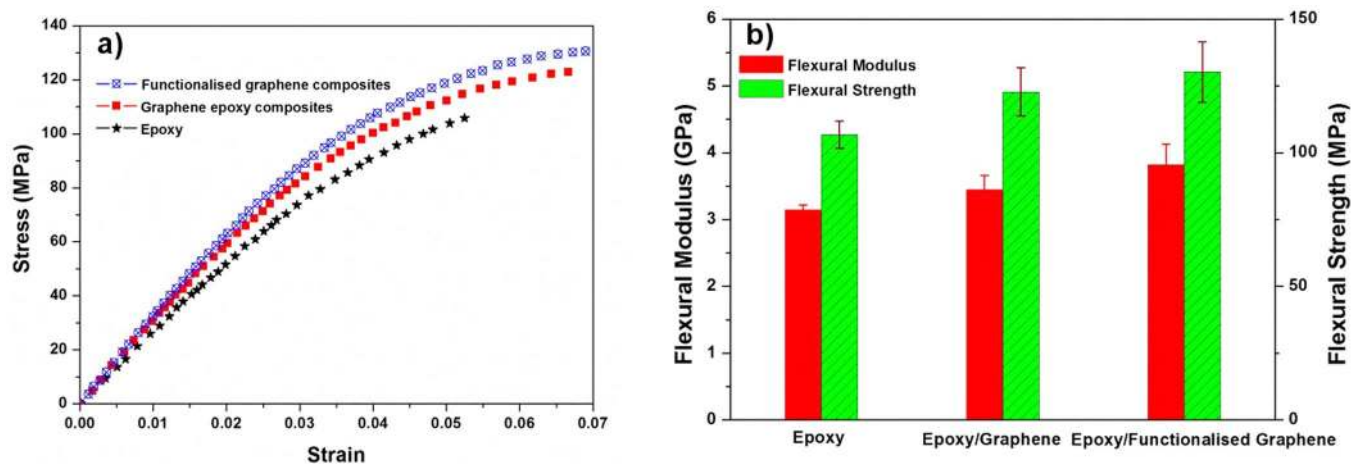 a)
Functionalised graphene composites
Graphene epoxy composites
Epoxy
Stress (MPa)
140
120
100
80
60
40
20
0
0.00 0.01 0.02 0.03 0.04 0.05 0.06 0.07
Strain
b)
Flexural Modulus
Flexural Strength
Flexural Modulus (GPa)
6
5
4
3
2
1
0
150
100
50
0
Flexural Strength (MPa)
Epoxy Epoxy/Graphene Epoxy/Functionalised Graphene